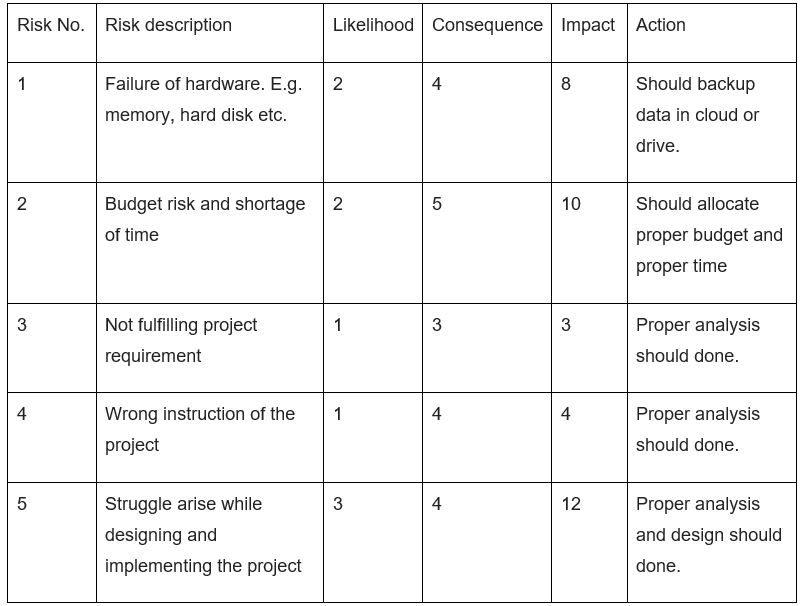 Risk No. Risk description Likelihood Consequence Impact Action
1 Failure of hardware. E.g. 2 4 8 Should backup
memory, hard disk etc. data in cloud or
drive.
2 Budget risk and shortage 2 5 10 Should allocate
of time proper budget and
proper time
3 Not fulfilling project 1 3 3 Proper analysis
requirement should done.
4 Wrong instruction of the 1 4 4 Proper analysis
project should done.
5 Struggle arise while 3 4 12 Proper analysis
designing and and design should
implementing the project done.